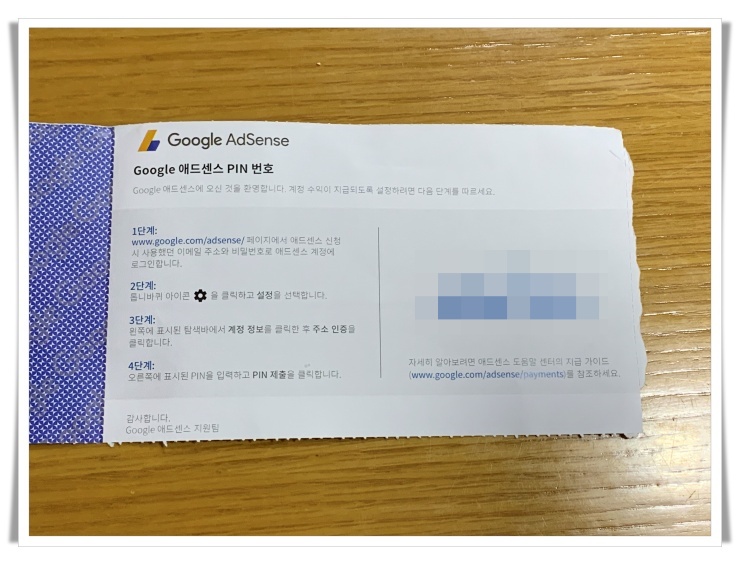 Google AdSense
Google 애드센스 PIN 번호
Google 애드센스에 오신 것을 환영합니다. 계정 수익이 지급되도록 설정하려면 다음 단계를 따르세요.
1단계:
www.google.com/adsense/ 페이지에서 애드센스 신청
시 사용했던 이메일 주소와 비밀번호로 애드센스 계정에
로그인합니다.
2단계:
톱니바퀴 아이콘 을 클릭하고 설정을 선택합니다.
3단계:
왼쪽에 표시된 탐색바에서 계정 정보를 클릭한 후 주소 인증을
클릭합니다.
4단계:
오른쪽에 표시된 PIN을 입력하고 PIN 제출을 클릭합니다.
자세히 알아보려면 애드센스 도움말 센터의 지급 가이드
(www.google.com/adsense/payments)를 참조하세요.
감사합니다.
Google 애드센스 지원팀